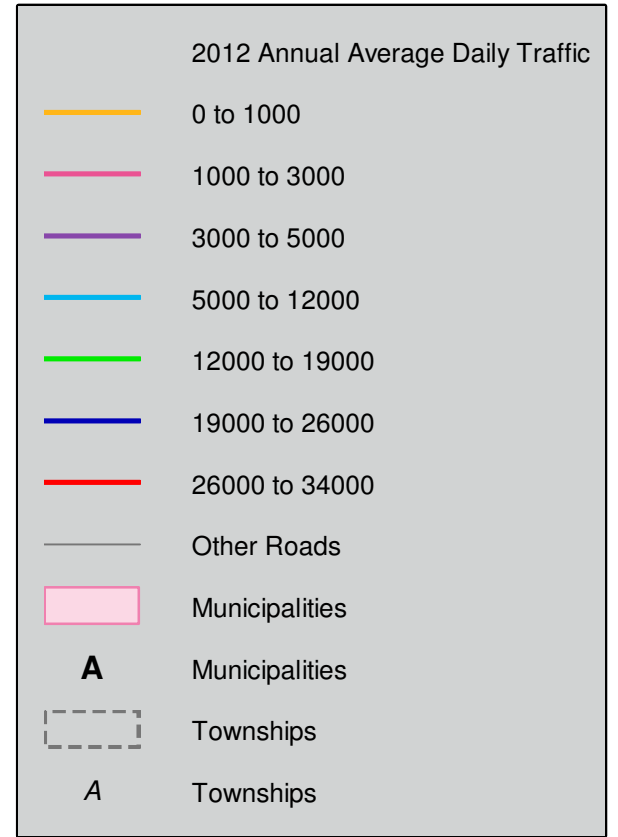 2012 Annual Average Daily Traffic
0 to 1000
1000 to 3000
3000 to 5000
5000 to 12000
12000 to 19000
19000 to 26000
26000 to 34000
Other Roads
Municipalities
A Municipalities
Townships
A Townships